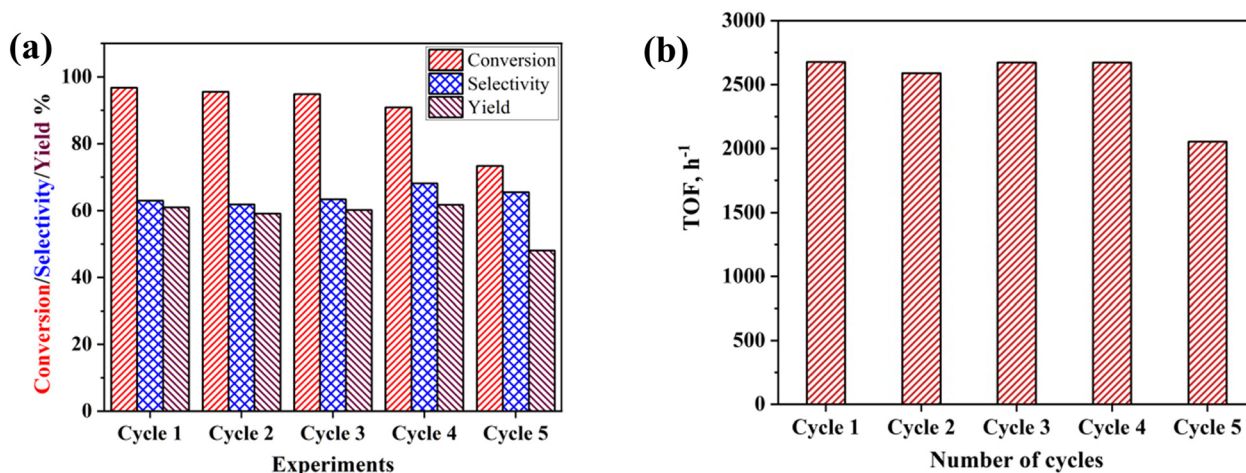 (a)
Conversion/Selectivity/Yield %
100
80
60
40
20
0
Conversion
Selectivity
Yield
Cycle 1 Cycle 2 Cycle 3 Cycle 4 Cycle 5
Experiments
(b)
TOF, h⁻¹
3000
2500
2000
1500
1000
500
0
Cycle 1 Cycle 2 Cycle 3 Cycle 4 Cycle 5
Number of cycles